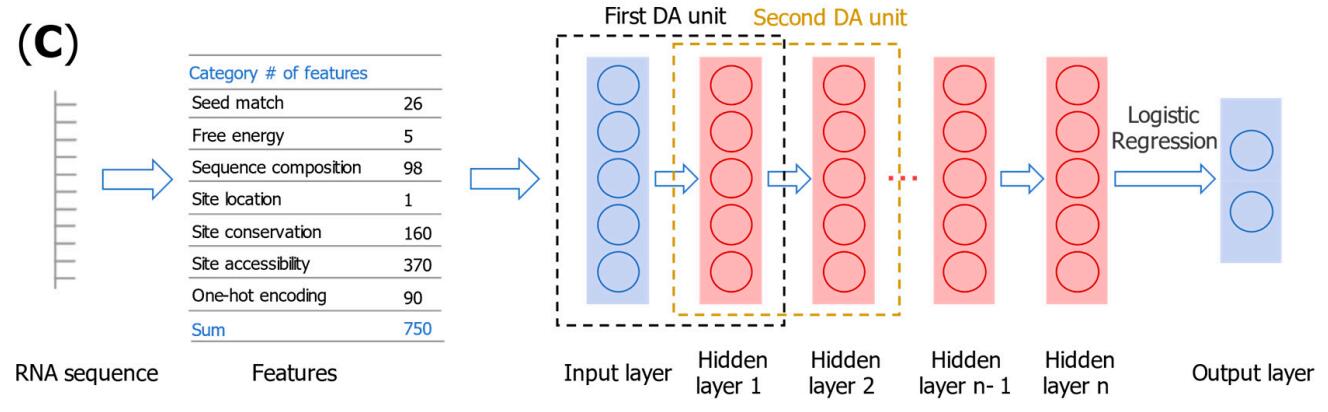 (C)
First DA unit
Second DA unit
Category # of features
Seed match 26
Free energy 5
Sequence composition 98
Site location 1
Site conservation 160
Site accessibility 370
One-hot encoding 90
Sum 750
Logistic
Regression
RNA sequence
Features
Input layer
Hidden
layer 1
Hidden
layer 2
Hidden
layer n- 1
Hidden
layer n
Output layer